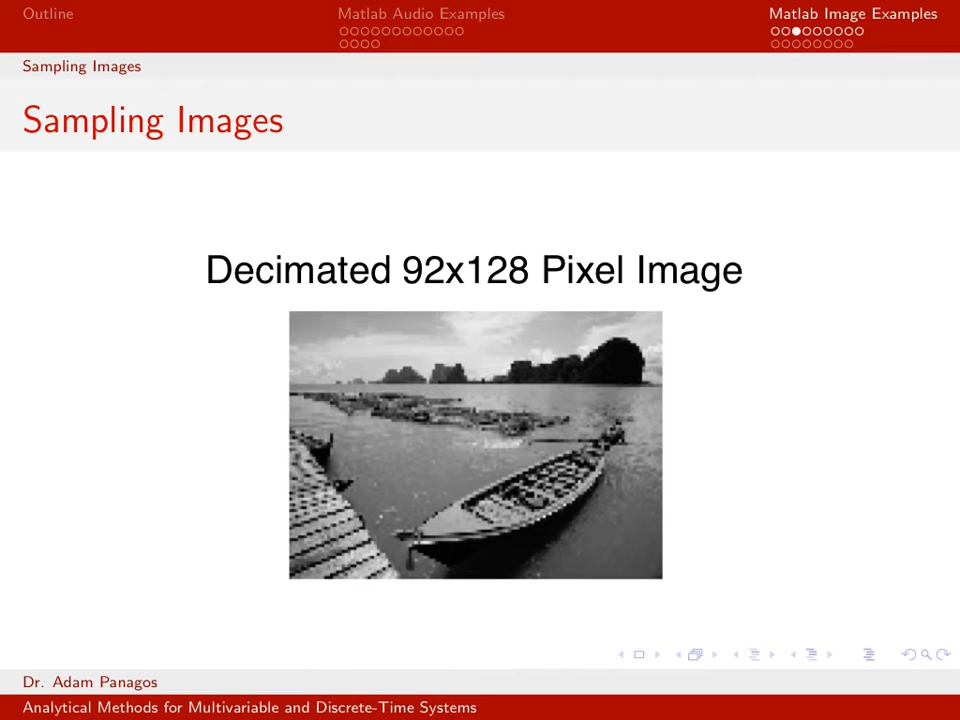 Outline
Matlab Audio Examples
Matlab Image Examples
Sampling Images
Sampling Images
Decimated 92x128 Pixel Image
Dr. Adam Panagos
Analytical Methods for Multivariable and Discrete-Time Systems